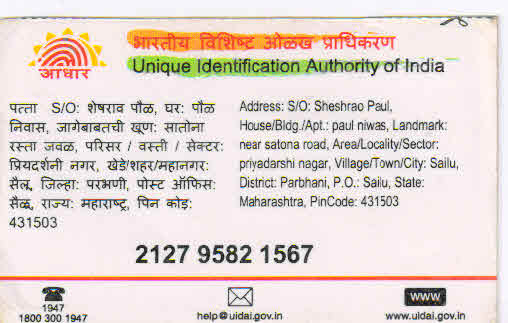 भारतीय विशिष्ट ओळख प्राधिकरण
Unique Identification Authority of India
आधार
पत्ता S/O: शेषराव पौळ, घर: पौळ
निवास, जागेबाबतची खूण: सातोना
रस्ता जवळ, परिसर / वस्ती / सेक्टर:
प्रियदर्शनी नगर, खेडे/शहर/महानगर:
सेलू, जिल्हा: परभणी, पोस्ट ऑफिस:
सैळू, राज्य: महाराष्ट्र, पिन कोड:
431503
Address: S/O: Sheshrao Paul,
House/Bldg./Apt.: paul niwas, Landmark:
near satona road, Area/Locality/Sector:
priyadarshi nagar, Village/Town/City: Sailu,
District: Parbhani, P.O.: Sailu, State:
Maharashtra, PinCode: 431503
2127 9582 1567
1947
1800 300 1947
help@uidai.gov.in
www
www.uidai.gov.in